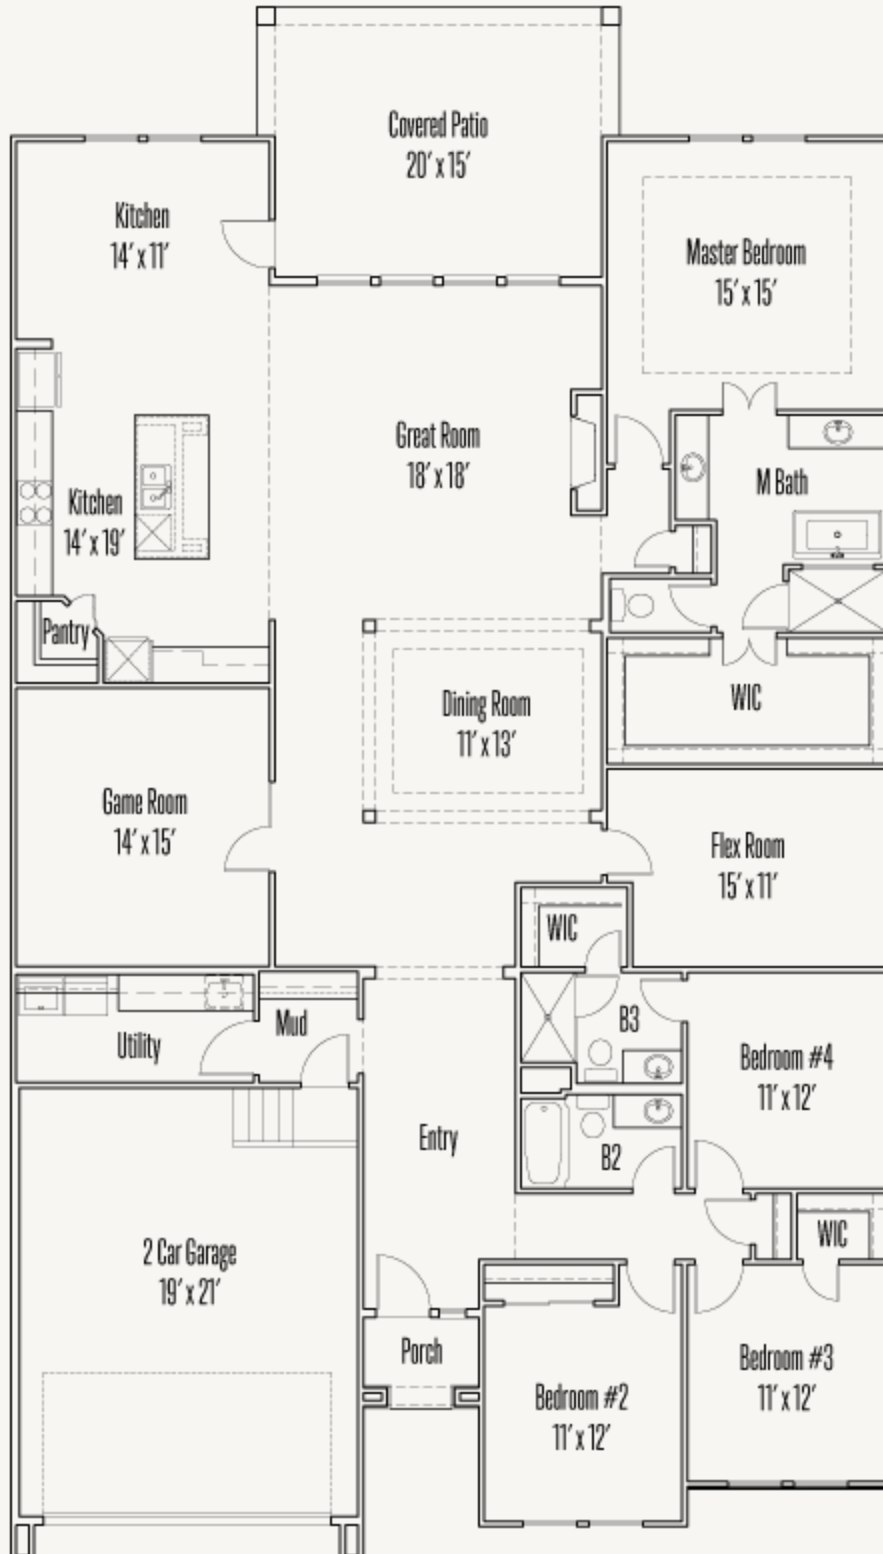 Covered Patio
20' x 15'
Kitchen
14' x 11'
Master Bedroom
15' x 15'
Great Room
18' x 18'
M Bath
Kitchen
14' x 19'
Pantry
WIC
Dining Room
11' x 13'
Game Room
14' x 15'
Flex Room
15' x 11'
WIC
Mud
B3
Utility
Bedroom #4
11' x 12'
Entry
B2
WIC
2 Car Garage
19' x 21'
Porch
Bedroom #3
11' x 12'
Bedroom #2
11' x 12'